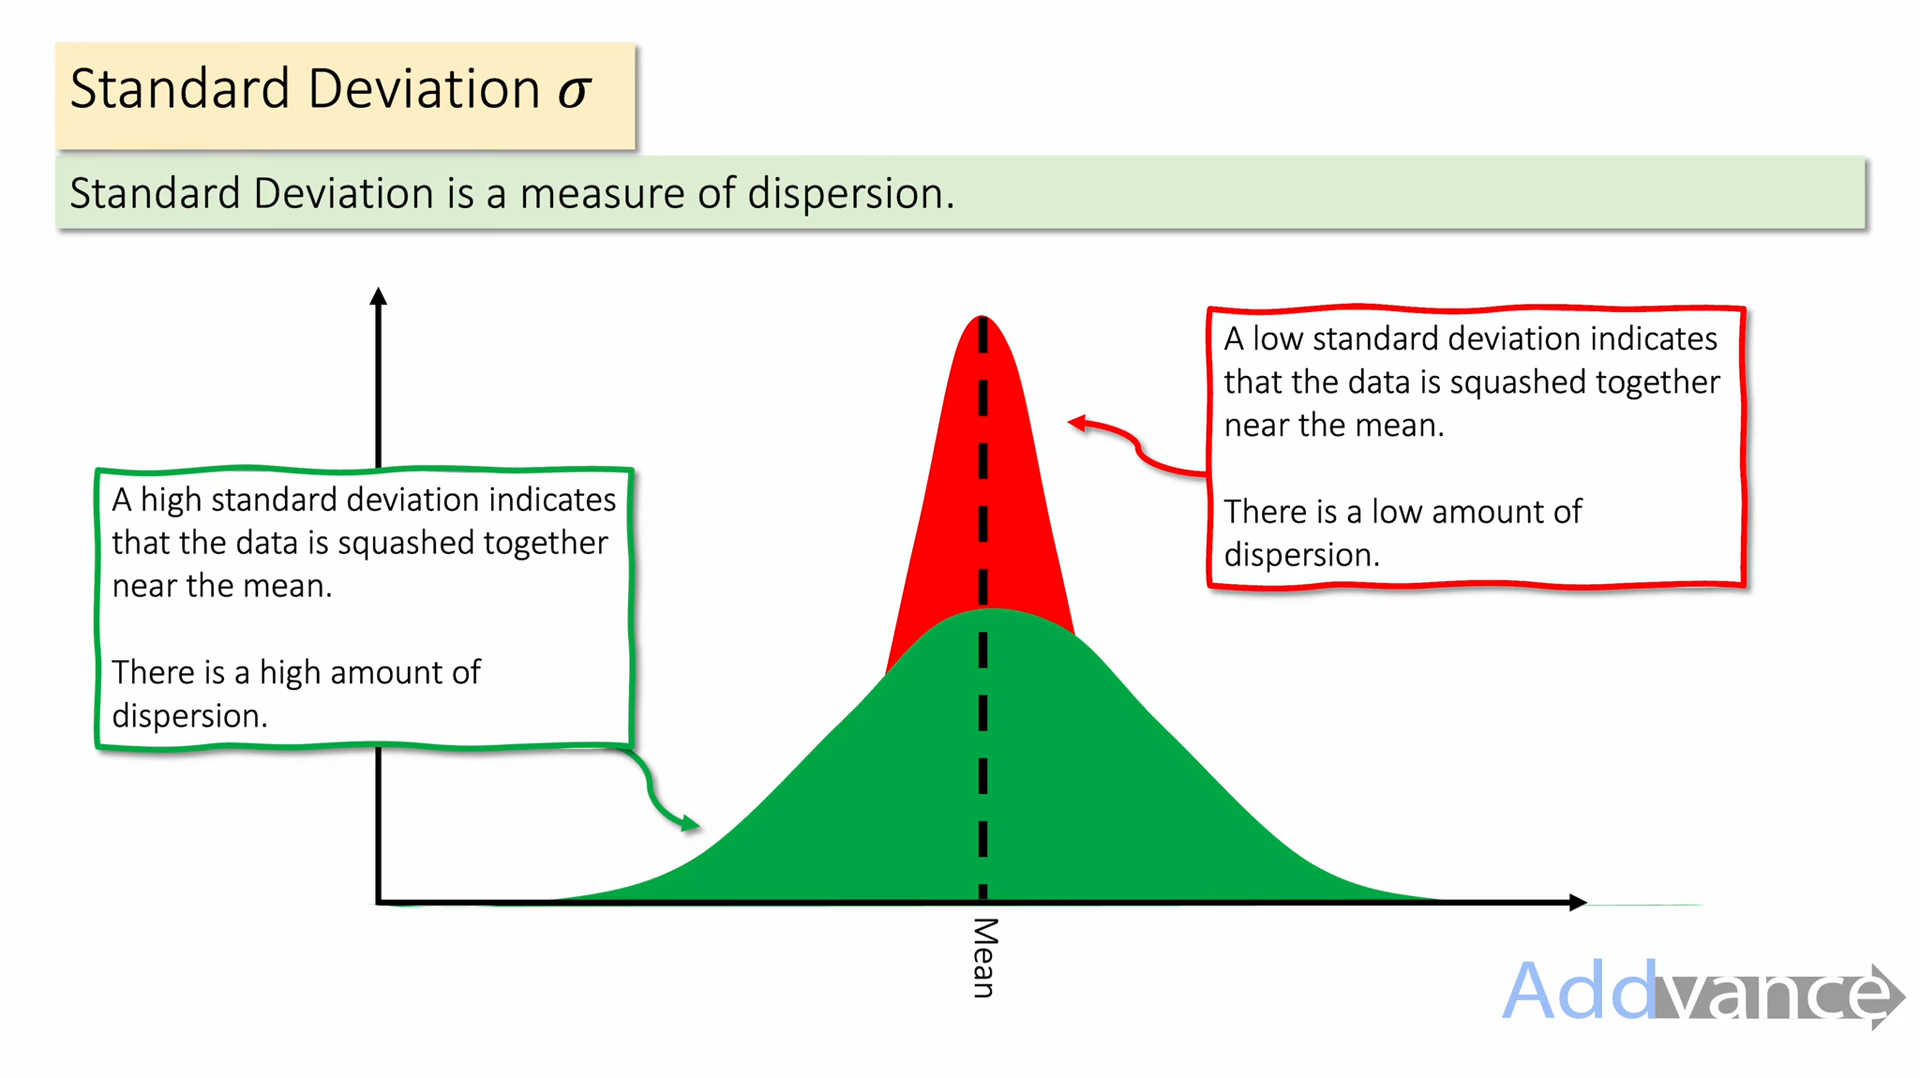 Standard Deviation σ
Standard Deviation is a measure of dispersion.
A low standard deviation indicates
that the data is squashed together
near the mean.
There is a low amount of
dispersion.
A high standard deviation indicates
that the data is squashed together
near the mean.
There is a high amount of
dispersion.
Mean
Addvance